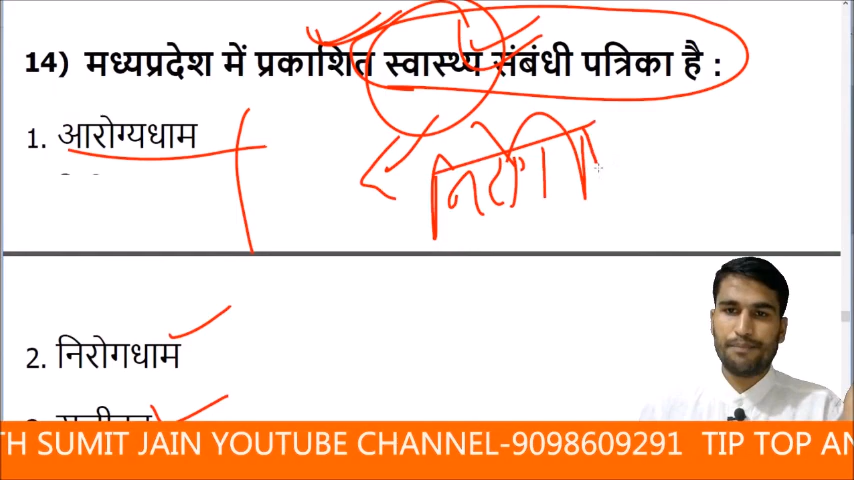 14) मध्यप्रदेश में प्रकाशित स्वास्थ्य संबंधी पत्रिका है :
1. आरोग्यधाम
निरोगी
2. निरोगधाम
TH SUMIT JAIN YOUTUBE CHANNEL-9098609291 TIP TOP AN